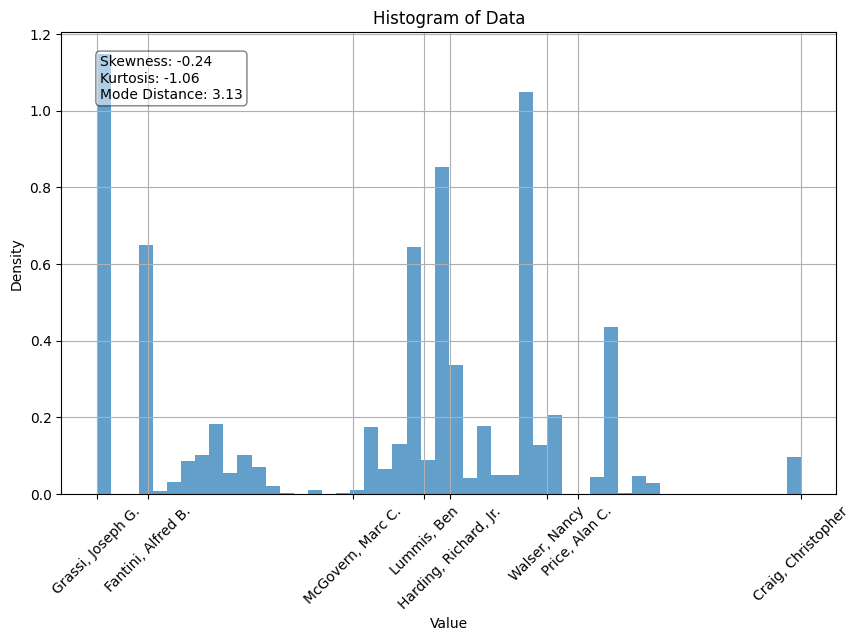 Histogram of Data
Skewness: -0.24
Kurtosis: -1.06
Mode Distance: 3.13
Density
1.2
1.0
0.8
0.6
0.4
0.2
0.0
Grassi, Joseph G.
Fantini, Alfred B.
McGovern, Marc C.
Lummis, Ben
Harding, Richard, Jr.
Walser, Nancy
Price, Alan C.
Craig, Christopher
Value